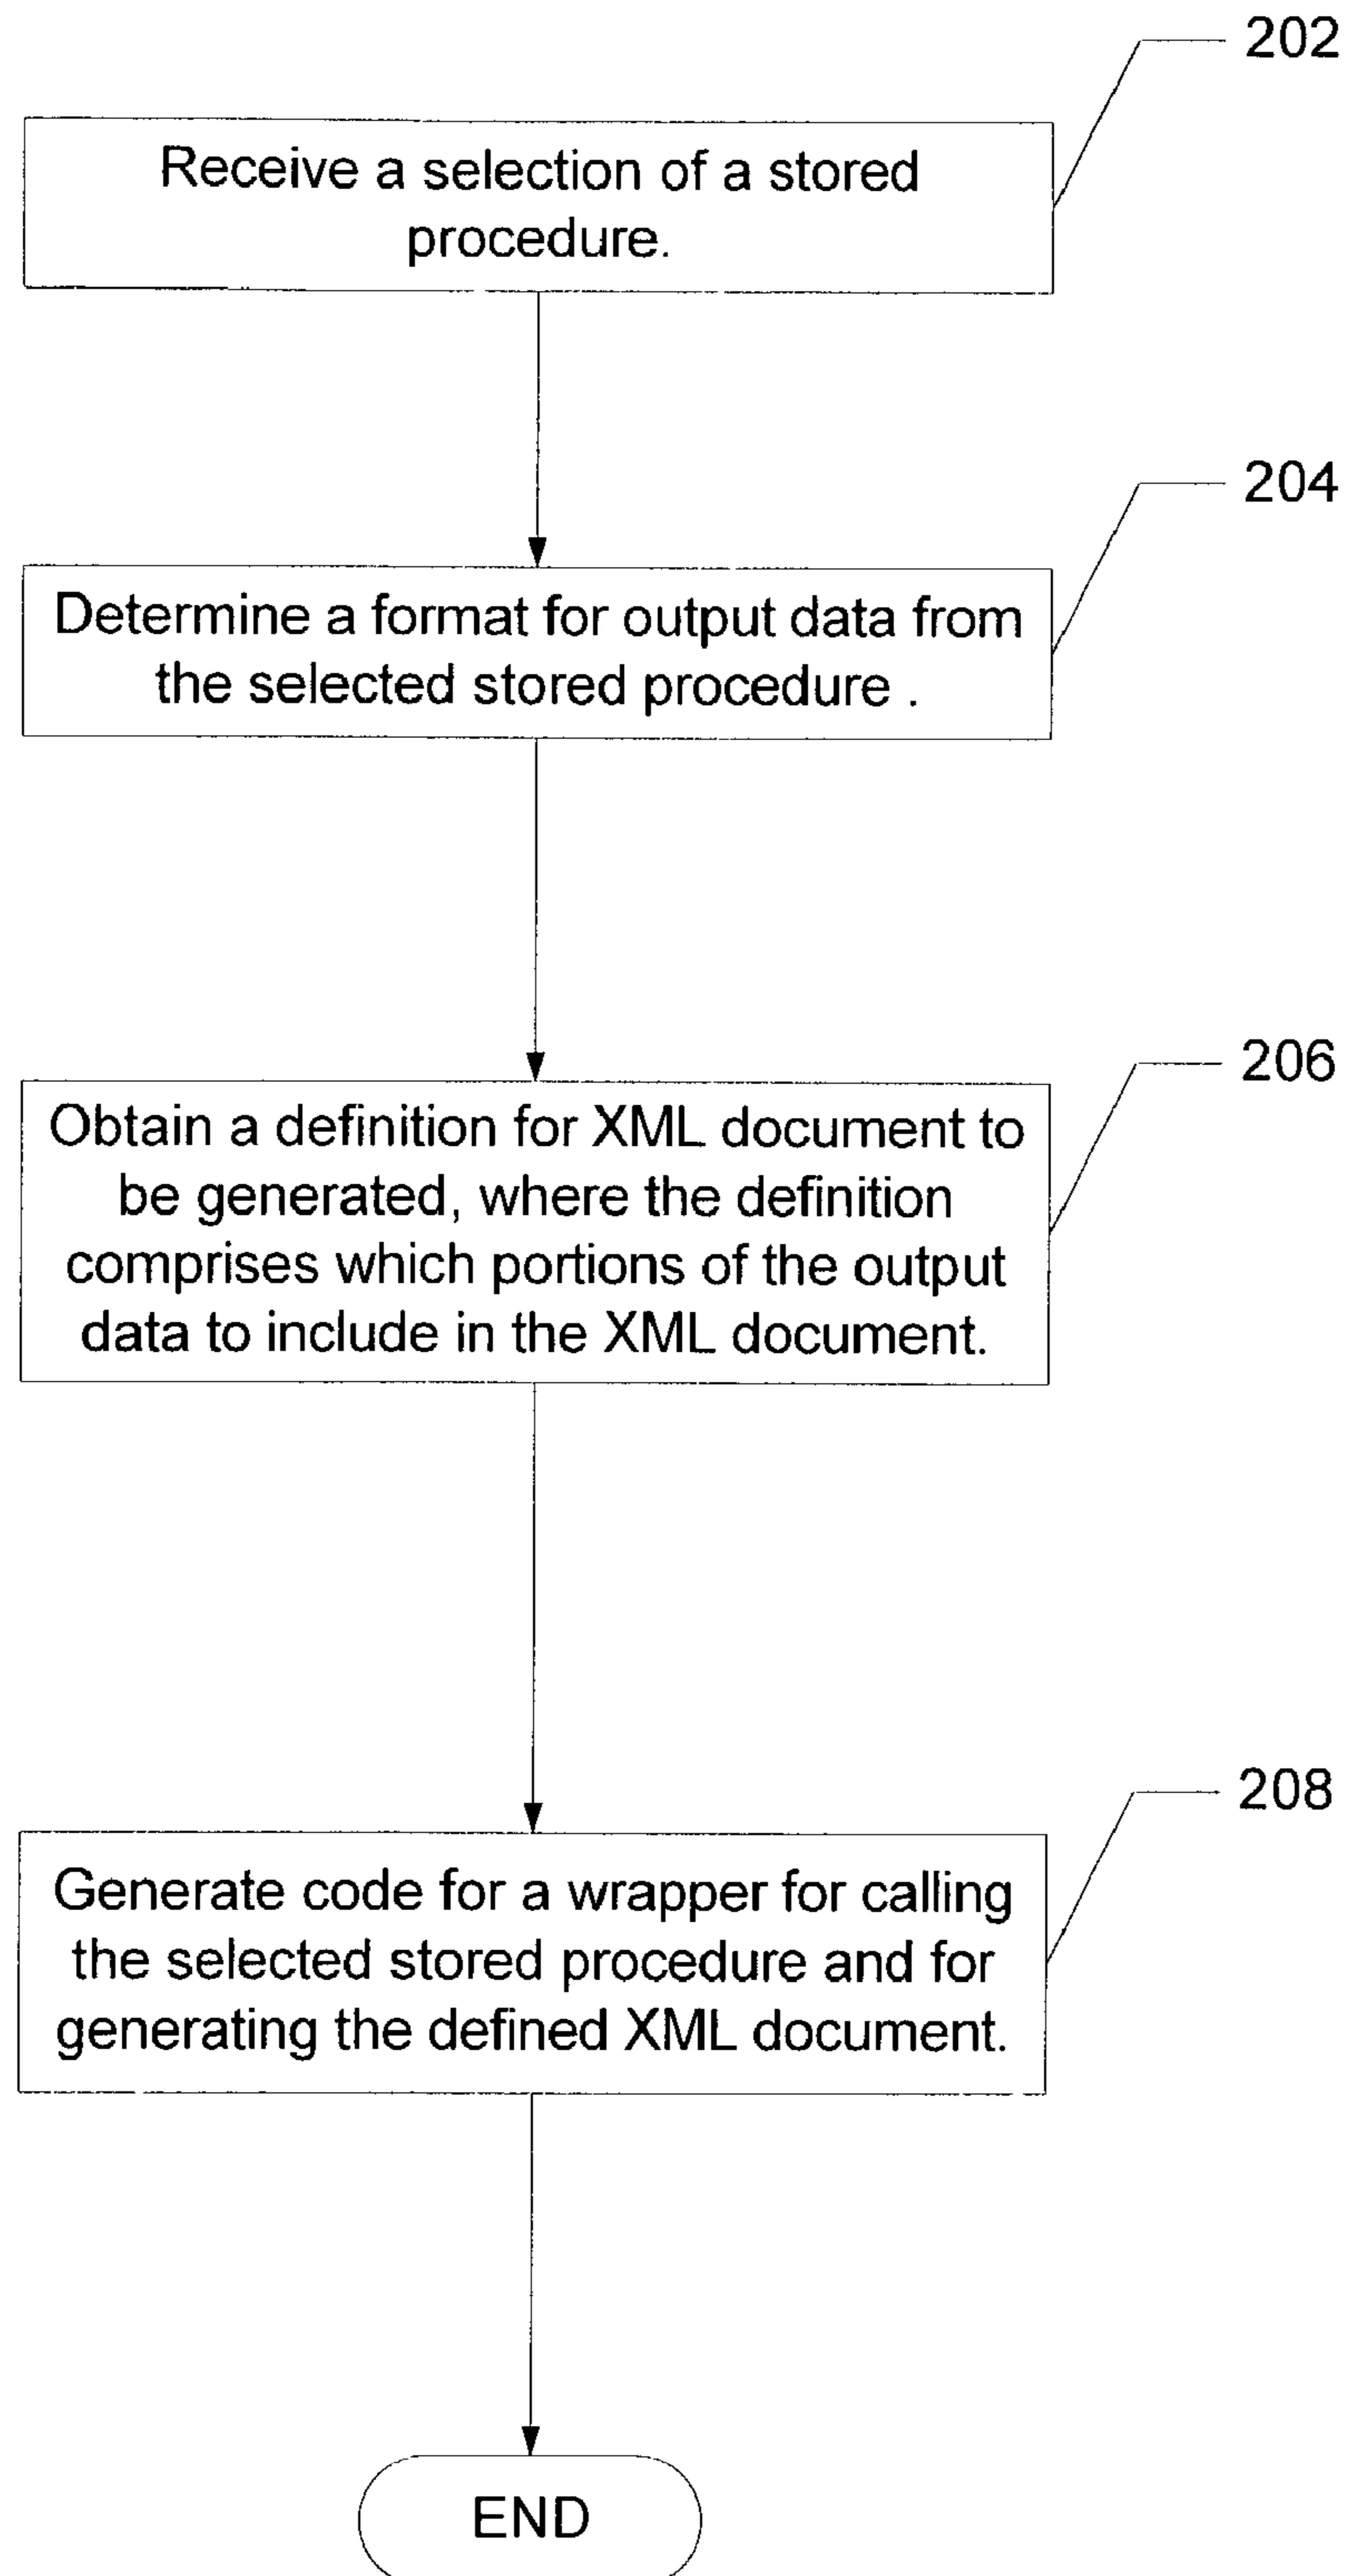 202
Receive a selection of a stored
procedure.
204
Determine a format for output data from
the selected stored procedure .
206
Obtain a definition for XML document to
be generated, where the definition
comprises which portions of the output
data to include in the XML document.
208
Generate code for a wrapper for calling
the selected stored procedure and for
generating the defined XML document.
END